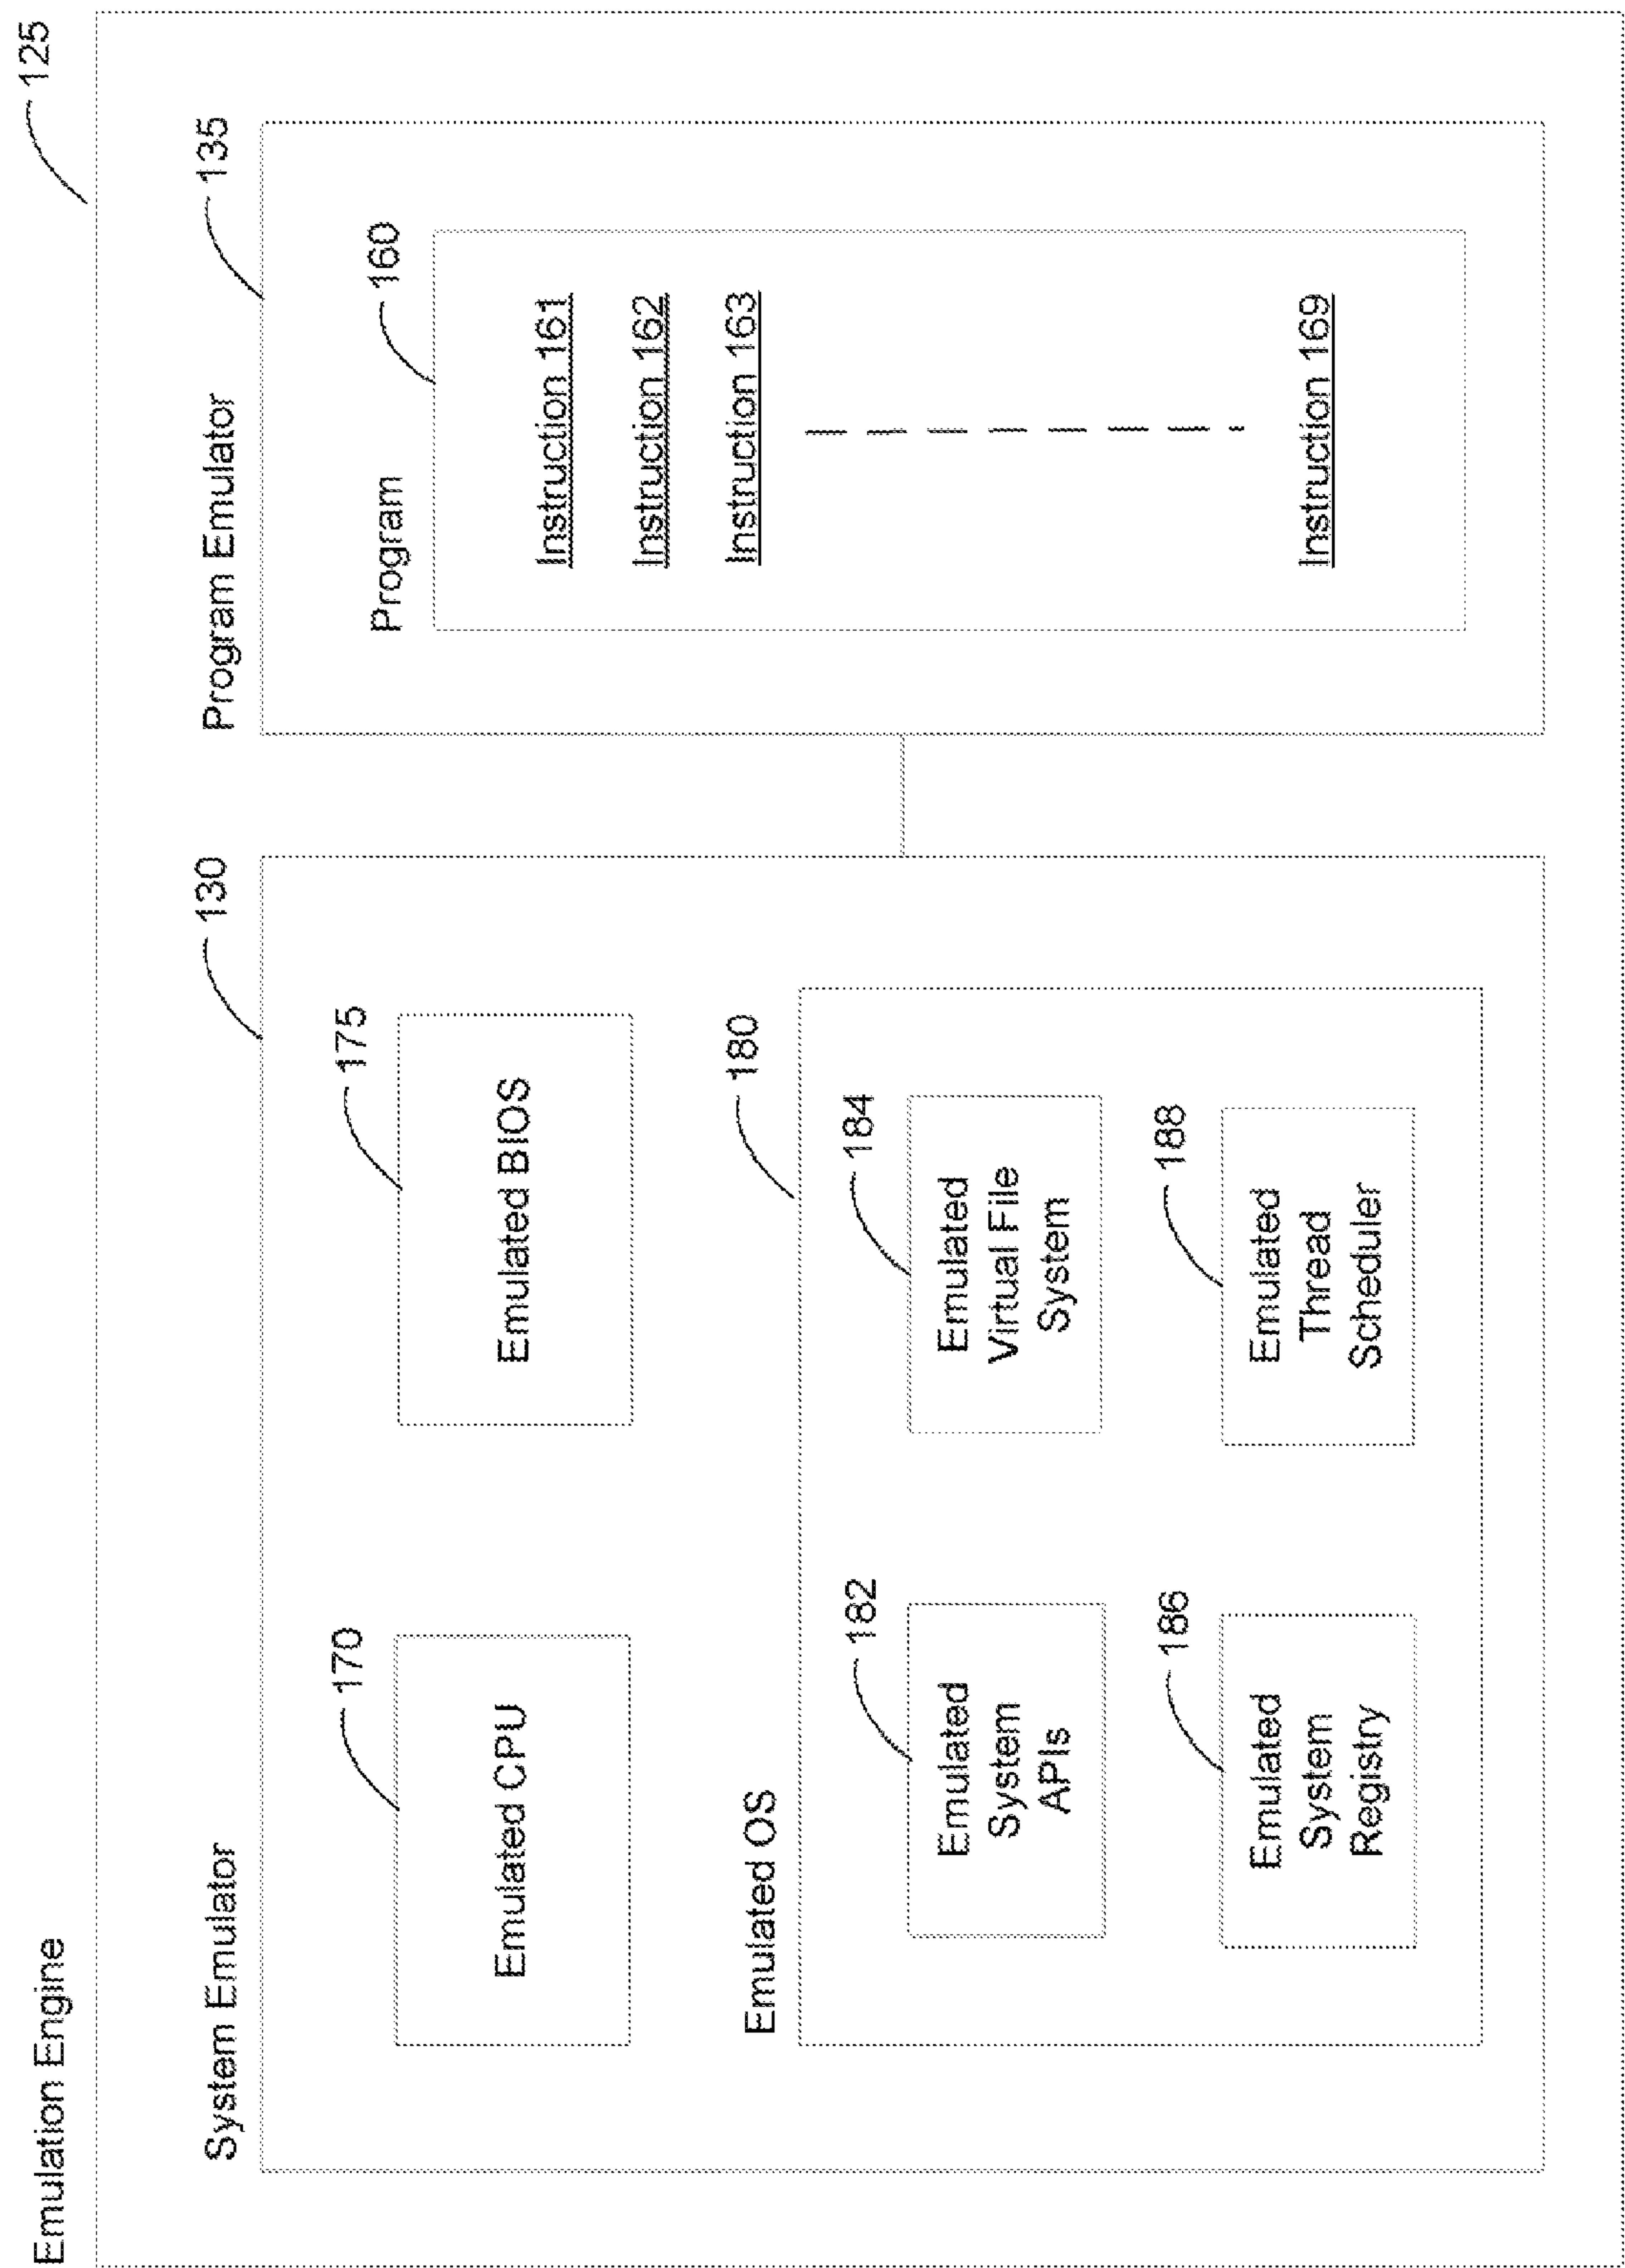 Emulation Engine
125
System Emulator
130
Emulated CPU
170
Emulated BIOS
175
Emulated OS
180
Emulated
System
APIs
182
Emulated
Virtual File
System
184
Emulated
System
Registry
186
Emulated
Thread
Scheduler
188
Program Emulator
135
Program
160
Instruction 161
Instruction 162
Instruction 163
Instruction 169